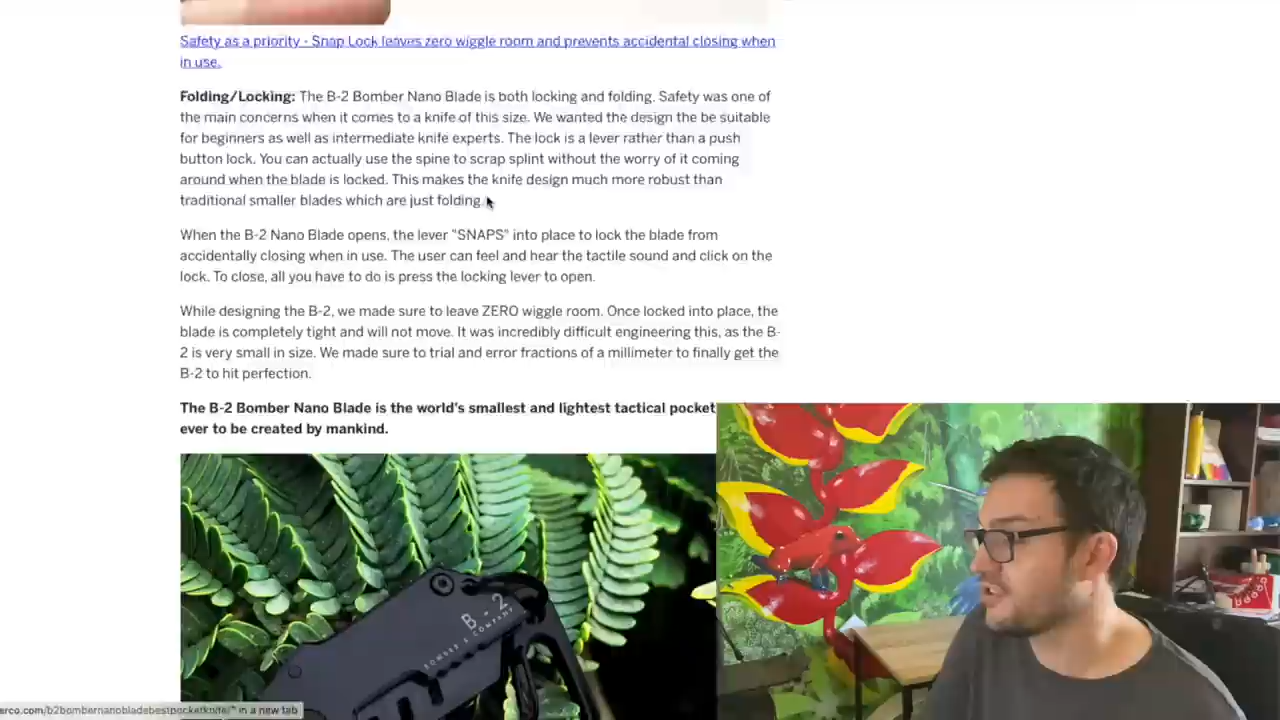 Safety as a priority - Snap Lock leaves zero wiggle room and prevents accidental closing when
in use.
Folding/Locking: The B-2 Bomber Nano Blade is both locking and folding. Safety was one of
the main concerns when it comes to a knife of this size. We wanted the design the be suitable
for beginners as well as intermediate knife experts. The lock is a lever rather than a push
button lock. You can actually use the spine to scrap splint without the worry of it coming
around when the blade is locked. This makes the knife design much more robust than
traditional smaller blades which are just folding.
When the B-2 Nano Blade opens, the lever "SNAPS" into place to lock the blade from
accidentally closing when in use. The user can feel and hear the tactile sound and click on the
lock. To close, all you have to do is press the locking lever to open.
While designing the B-2, we made sure to leave ZERO wiggle room. Once locked into place, the
blade is completely tight and will not move. It was incredibly difficult engineering this, as the B-
2 is very small in size. We made sure to trial and error fractions of a millimeter to finally get the
B-2 to hit perfection.
The B-2 Bomber Nano Blade is the world's smallest and lightest tactical pocket
ever to be created by mankind.
B-2
BOMBER & COMPANY
erco.com/b2bombernanobladebestpocketknife/" in a new tab